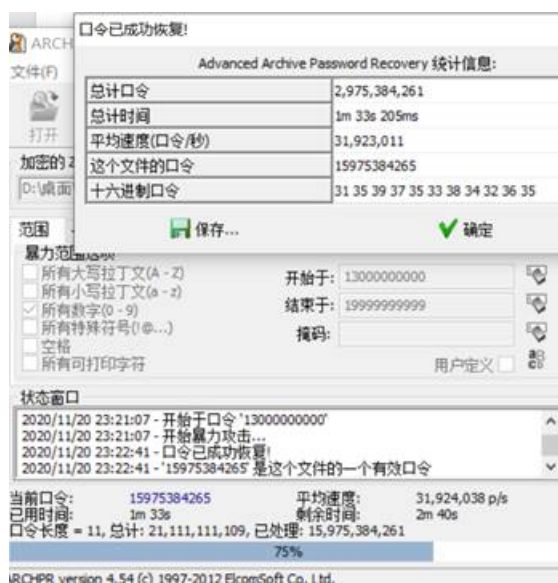 口令已成功恢复!
ARCH
Advanced Archive Password Recovery 统计信息:
文件(F)
总计口令 2,975,384,261
总计时间 1m 33s 205ms
打开
平均速度(口令/秒) 31,923,011
加密的
这个文件的口令 15975384265
D:\桌面
十六进制口令 31 35 39 37 35 33 38 34 32 36 35
保存... 确定
范围
暴力范围选项
所有大写拉丁文(A - Z) 开始于: 13000000000
所有小写拉丁文(a - z)
所有数字(0 - 9) 结束于: 19999999999
所有特殊符号(!@...) 掩码:
空格
所有可打印字符 用户定义
状态窗口
2020/11/20 23:21:07 - 开始于口令 '13000000000'
2020/11/20 23:21:07 - 开始暴力攻击...
2020/11/20 23:22:41 - 口令已成功恢复!
2020/11/20 23:22:41 - '15975384265' 是这个文件的一个有效口令
当前口令: 15975384265 平均速度: 31,924,038 p/s
已用时间: 1m 33s 剩余时间: 2m 40s
口令长度 = 11, 总计: 21,111,111,109, 已处理: 15,975,384,261
75%
ARCHPR version 4.54 (c) 1997-2012 ElcomSoft Co. Ltd.